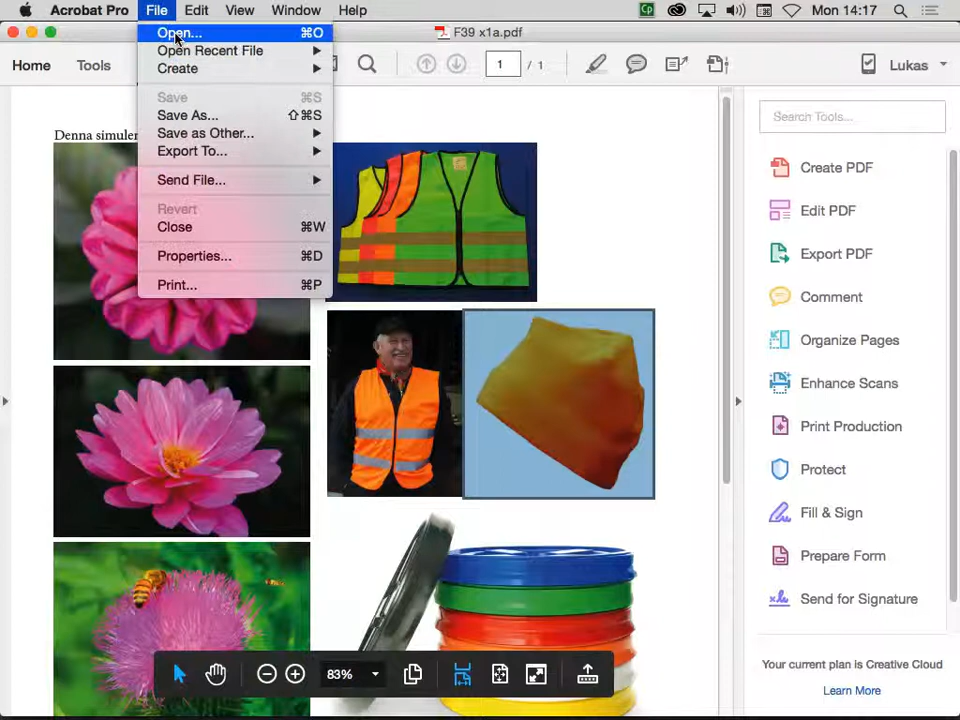 Acrobat Pro File Edit View Window Help Mon 14:17
F39 x1a.pdf
Home Tools 1 / 1 Lukas
Open... ⌘O
Open Recent File
Create
Save ⌘S
Save As... ⇧⌘S
Save as Other...
Export To...
Send File...
Revert
Close ⌘W
Properties... ⌘D
Print... ⌘P
Denna
83%
Search Tools...
Create PDF
Edit PDF
Export PDF
Comment
Organize Pages
Enhance Scans
Print Production
Protect
Fill & Sign
Prepare Form
Send for Signature
Your current plan is Creative Cloud
Learn More